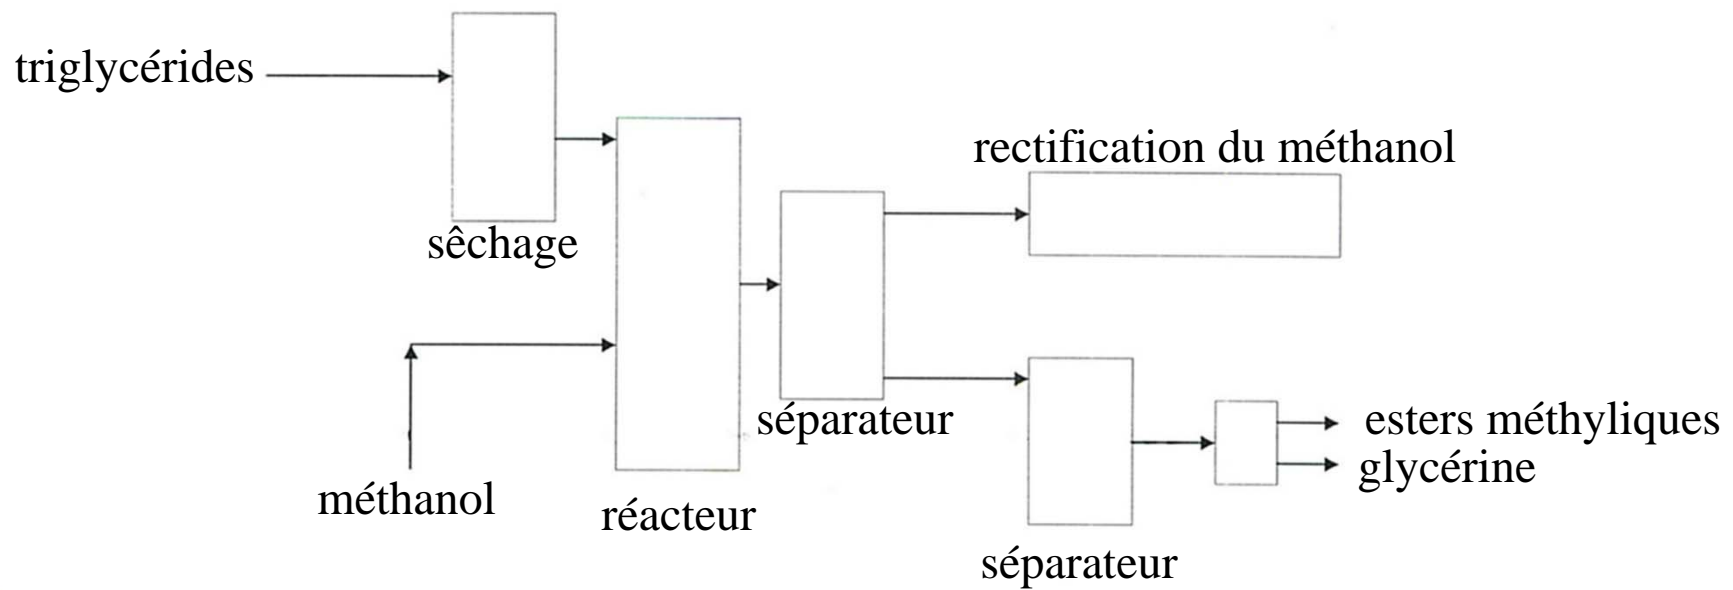 triglycérides
rectification du méthanol
sêchage
séparateur
esters méthyliques
glycérine
méthanol
réacteur
séparateur